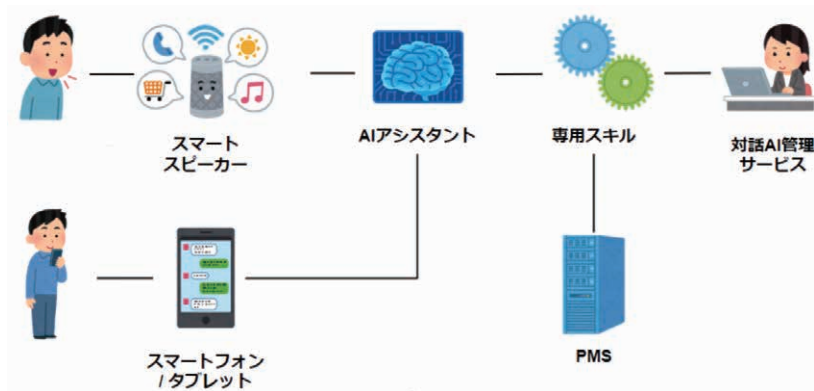 スマート
スピーカー
AIアシスタント
専用スキル
対話AI管理
サービス
スマートフォン
/ タブレット
PMS